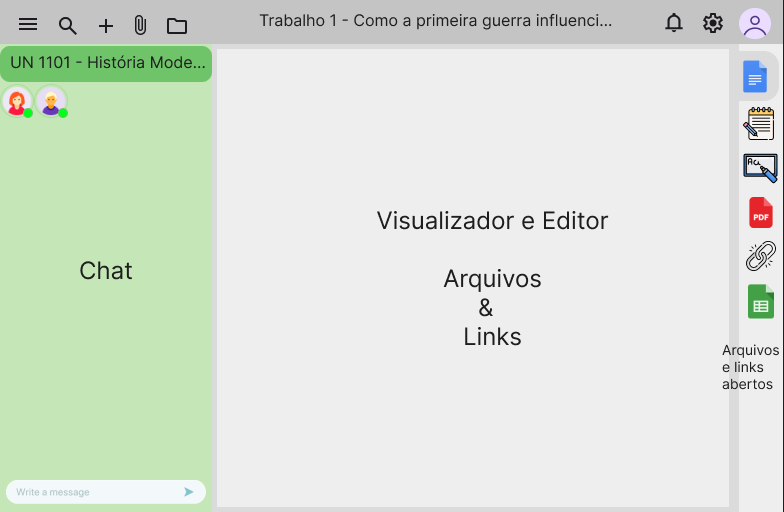 Trabalho 1 - Como a primeira guerra influenci...
UN 1101 - História Mode...
Chat
Write a message
Visualizador e Editor
Arquivos
&
Links
PDF
Arquivos
e links
abertos